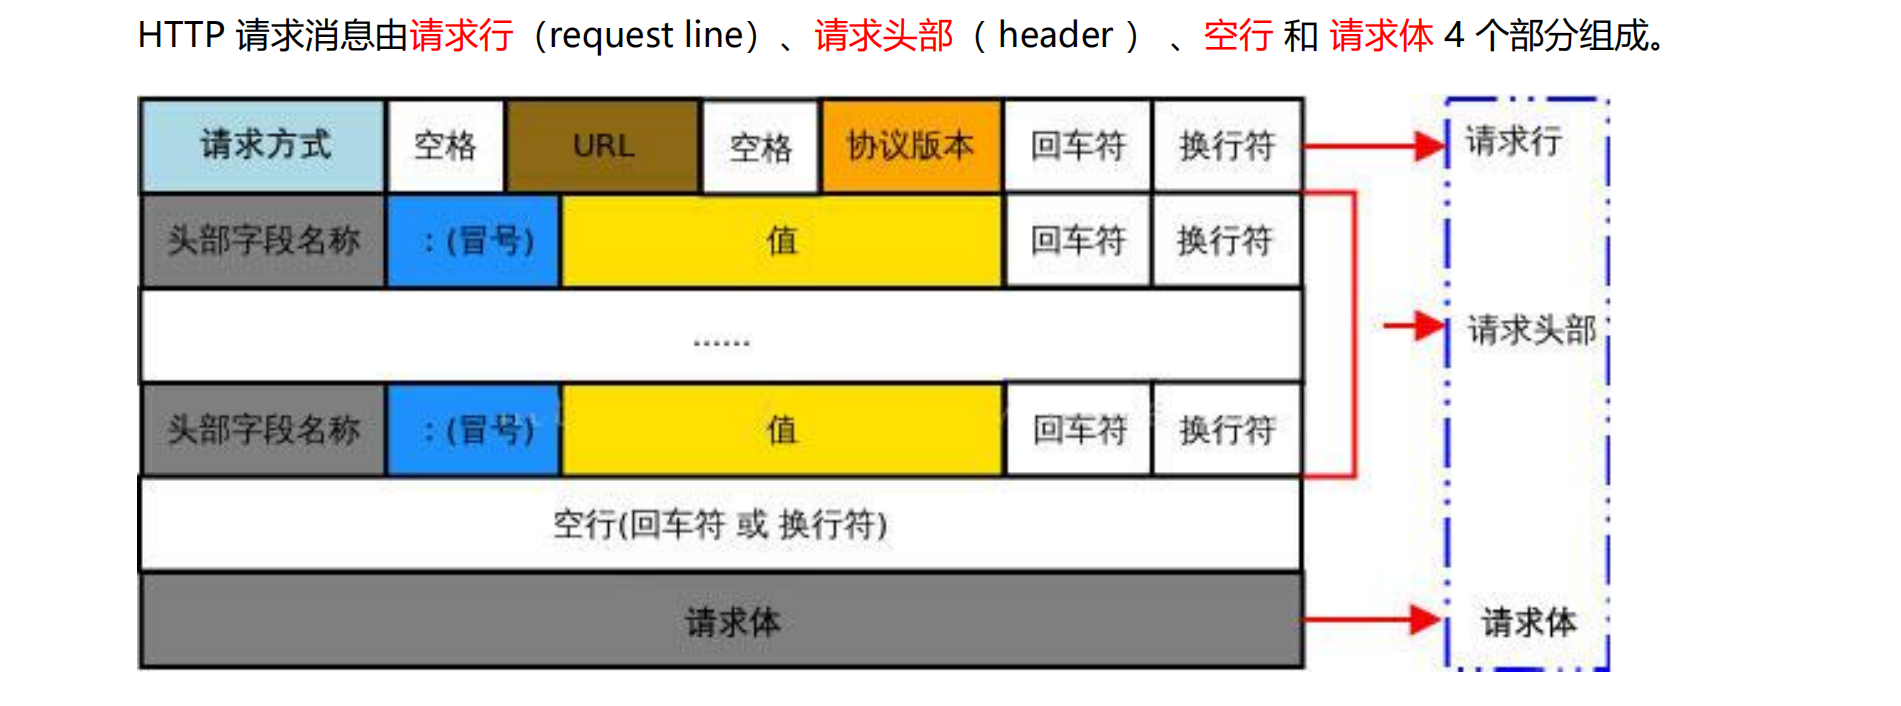 HTTP 请求消息由请求行（request line）、请求头部（ header ） 、空行 和 请求体 4 个部分组成。
请求方式 空格 URL 空格 协议版本 回车符 换行符 请求行
头部字段名称 : (冒号) 值 回车符 换行符
...... 请求头部
头部字段名称 : (冒号) 值 回车符 换行符
空行(回车符 或 换行符)
请求体 请求体